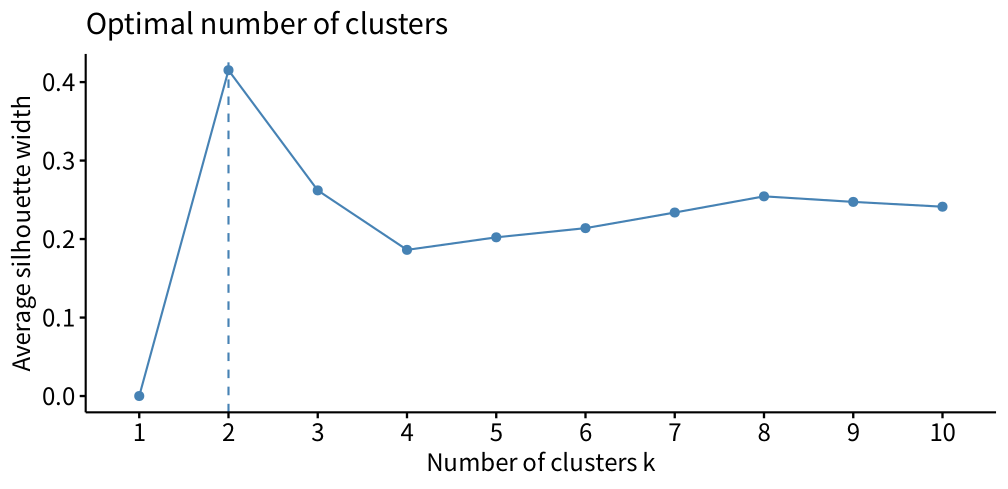 Optimal number of clusters
Average silhouette width
0.4
0.3
0.2
0.1
0.0
1 2 3 4 5 6 7 8 9 10
Number of clusters k